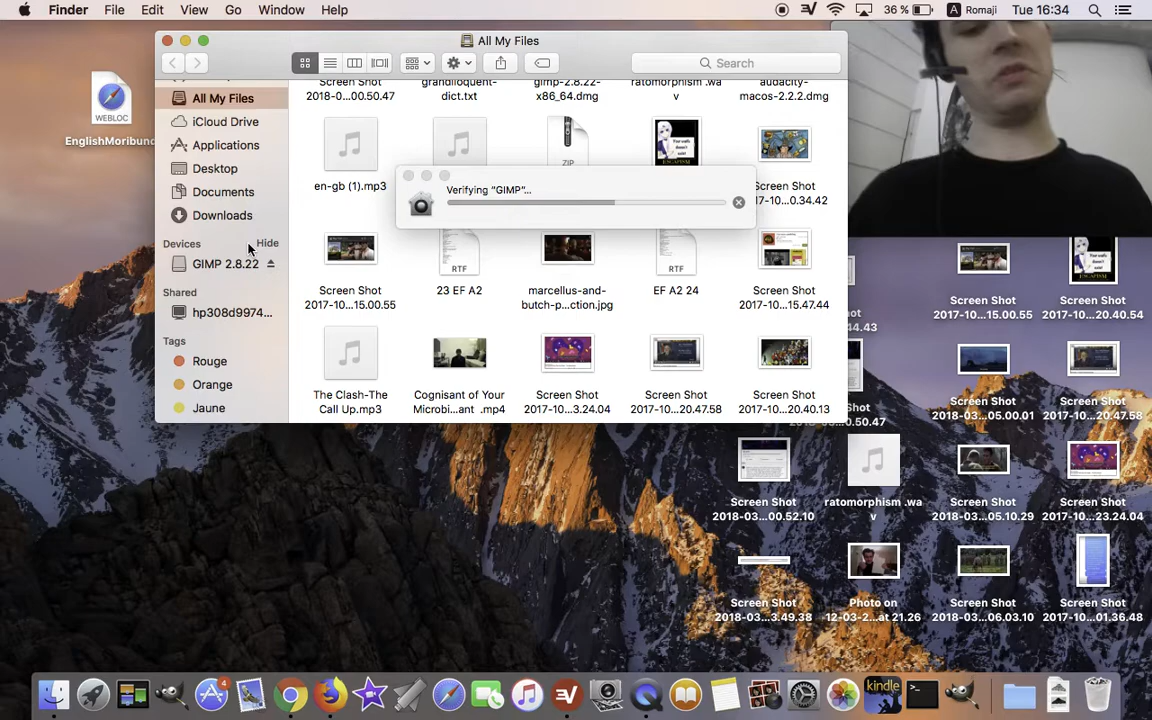 Finder File Edit View Go Window Help 36 % A Romaji Tue 16:34
All My Files
Search
All My Files
iCloud Drive
Applications
Desktop
Documents
Downloads
Devices Hide
GIMP 2.8.22
Shared
hp308d9974...
Tags
Rouge
Orange
Jaune
Screen Shot
2018-0...00.50.47
grandiloquent-
dict.txt
gimp-2.8.22-
x86_64.dmg
ratomorphism .wa
v
audacity-
macos-2.2.2.dmg
ZIP
en-gb (1).mp3
Verifying “GIMP”...
Screen Shot
...0.34.42
RTF
RTF
Screen Shot
2017-10...15.00.55
23 EF A2
marcellus-and-
butch-p...ction.jpg
EF A2 24
Screen Shot
2017-10...15.47.44
The Clash-The
Call Up.mp3
Cognisant of Your
Microbi...ant .mp4
Screen Shot
2017-10...3.24.04
Screen Shot
2017-10...20.47.58
Screen Shot
2017-10...20.40.13
WEBLOC
EnglishMoribund
Screen Shot
2017-10...15.00.55
Screen Shot
2017-10...20.40.54
Screen Shot
2018-03...05.00.01
Screen Shot
2017-10...20.47.58
Screen Shot
2018-03...00.52.10
ratomorphism .wa
v
Screen Shot
2018-03...05.10.29
Screen Shot
2017-10...23.24.04
Screen Shot
2018-03...3.49.38
Photo on
12-03-2...at 21.26
Screen Shot
2018-03...06.03.10
Screen Shot
2017-10...01.36.48
4
kindle